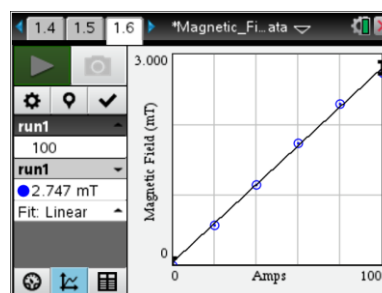 1.4 1.5 1.6 *Magnetic_Fi...ata
run1
100
run1
2.747 mT
Fit: Linear
3.000
Magnetic Field (mT)
0
0 Amps 100